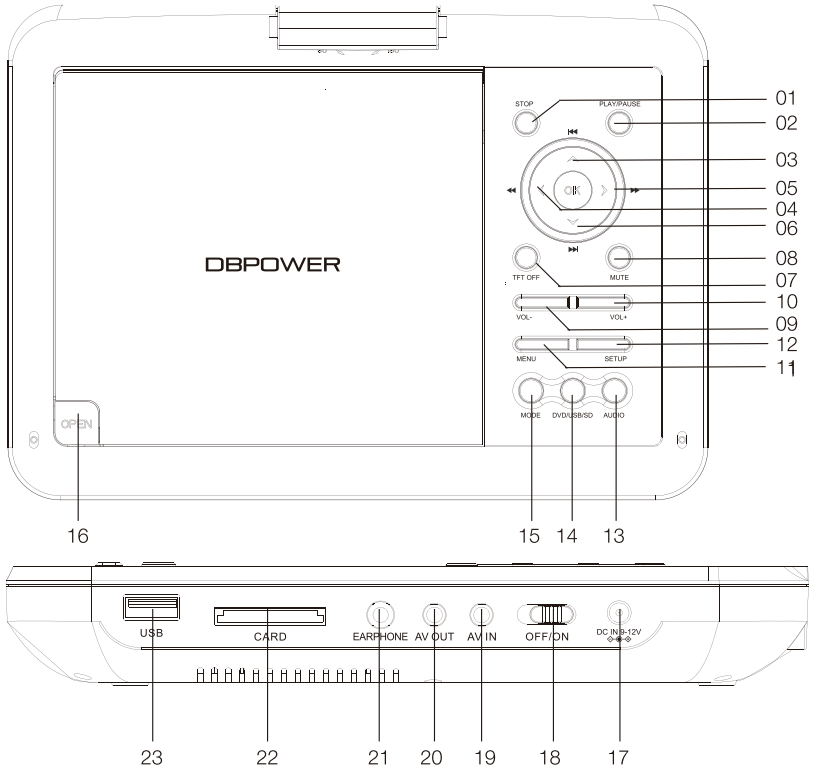 STOP PLAY/PAUSE 01
02
03
OK 05
04
06
DBPOWER
08
TFT OFF MUTE 07
10
VOL- VOL+ 09
12
MENU SETUP 11
MODE DVD/USB/SD AUDIO
OPEN
16 15 14 13
USB CARD EARPHONE AV OUT AV IN OFF/ON DC IN 9-12V
23 22 21 20 19 18 17